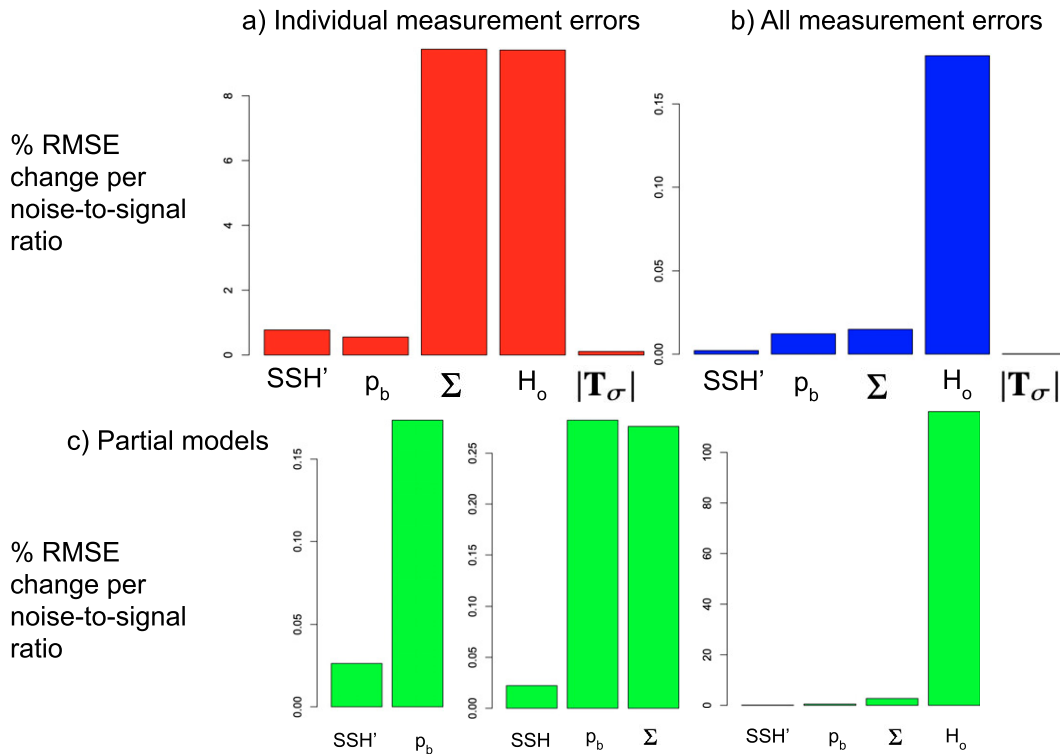 a) Individual measurement errors
b) All measurement errors
% RMSE
change per
noise-to-signal
ratio
8
6
4
2
0
SSH’ p_b Σ H_o |T_σ|
0.15
0.10
0.05
0.00
SSH’ p_b Σ H_o |T_σ|
c) Partial models
% RMSE
change per
noise-to-signal
ratio
0.15
0.10
0.05
0.00
SSH’ p_b
0.25
0.20
0.15
0.10
0.05
0.00
SSH p_b Σ
100
80
60
40
20
0
SSH’ p_b Σ H_o